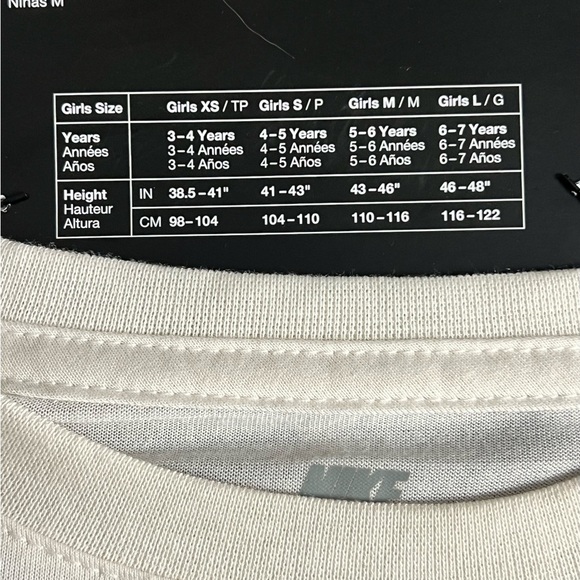 Niñas M
Girls Size Girls XS / TP Girls S / P Girls M / M Girls L / G
Years 3–4 Years 4–5 Years 5–6 Years 6–7 Years
Années 3–4 Années 4–5 Années 5–6 Années 6–7 Années
Años 3–4 Años 4–5 Años 5–6 Años 6–7 Años
Height IN 38.5–41" 41–43" 43–46" 46–48"
Hauteur
Altura CM 98–104 104–110 110–116 116–122
NIKE